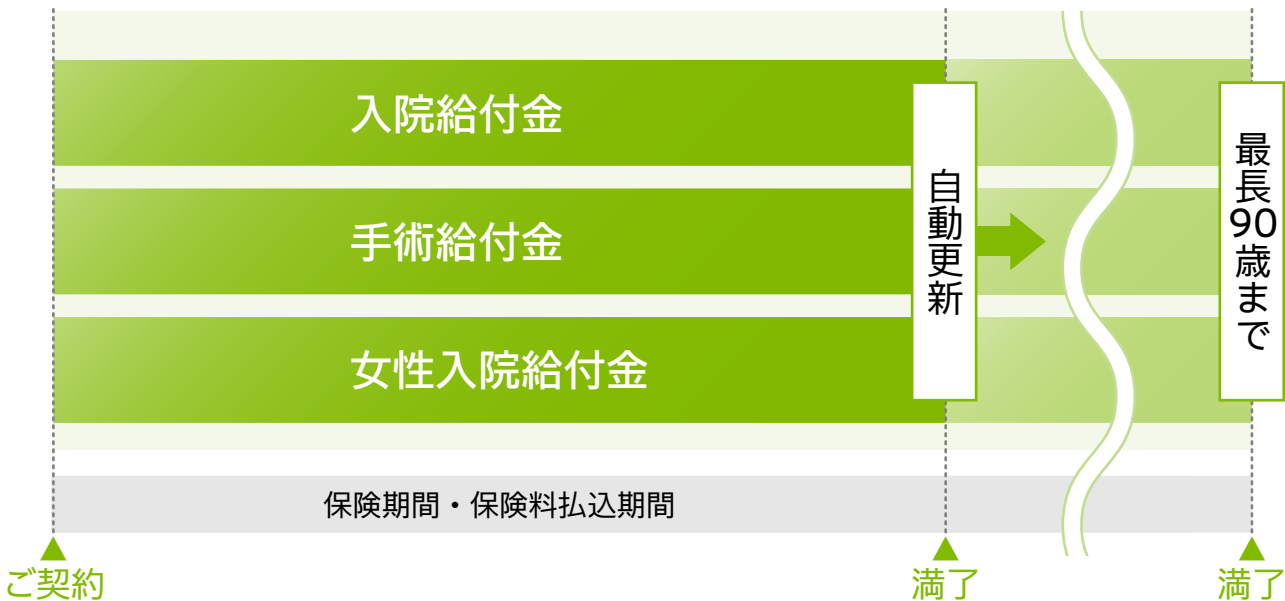 入院給付金
手術給付金
女性入院給付金
自動更新
最長90歳まで
保険期間・保険料払込期間
ご契約
満了
満了